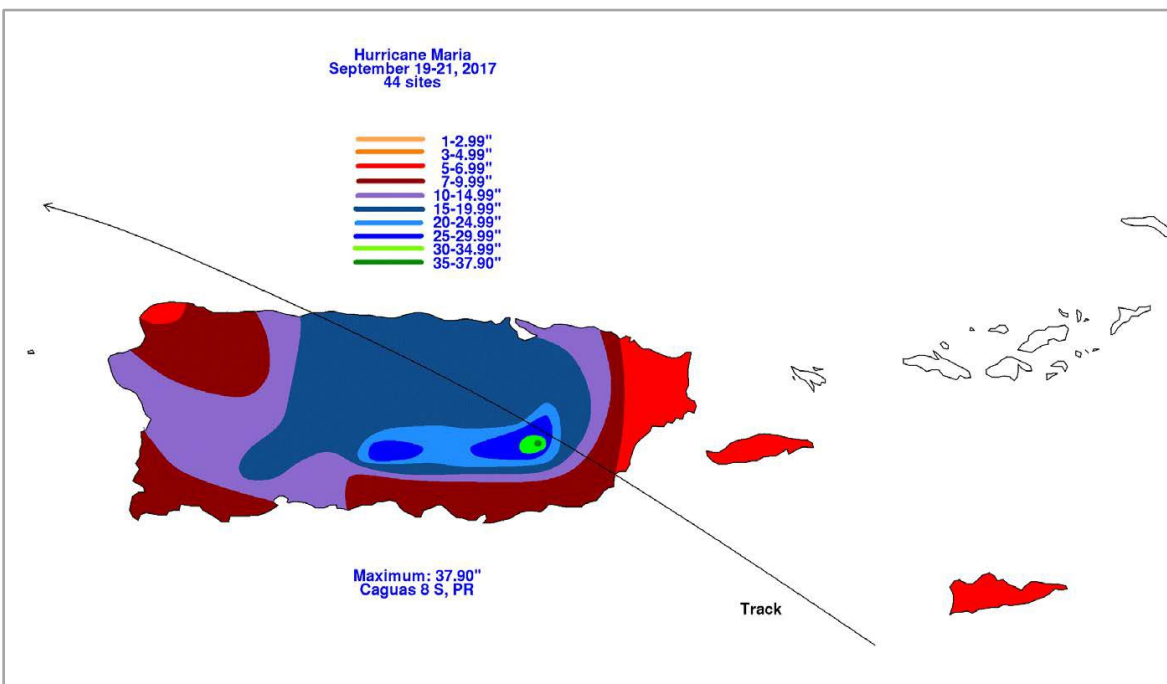 Hurricane Maria
September 19-21, 2017
44 sites
1-2.99"
3-4.99"
5-6.99"
7-9.99"
10-14.99"
15-19.99"
20-24.99"
25-29.99"
30-34.99"
35-37.90"
Maximum: 37.90"
Caguas 8 S, PR
Track